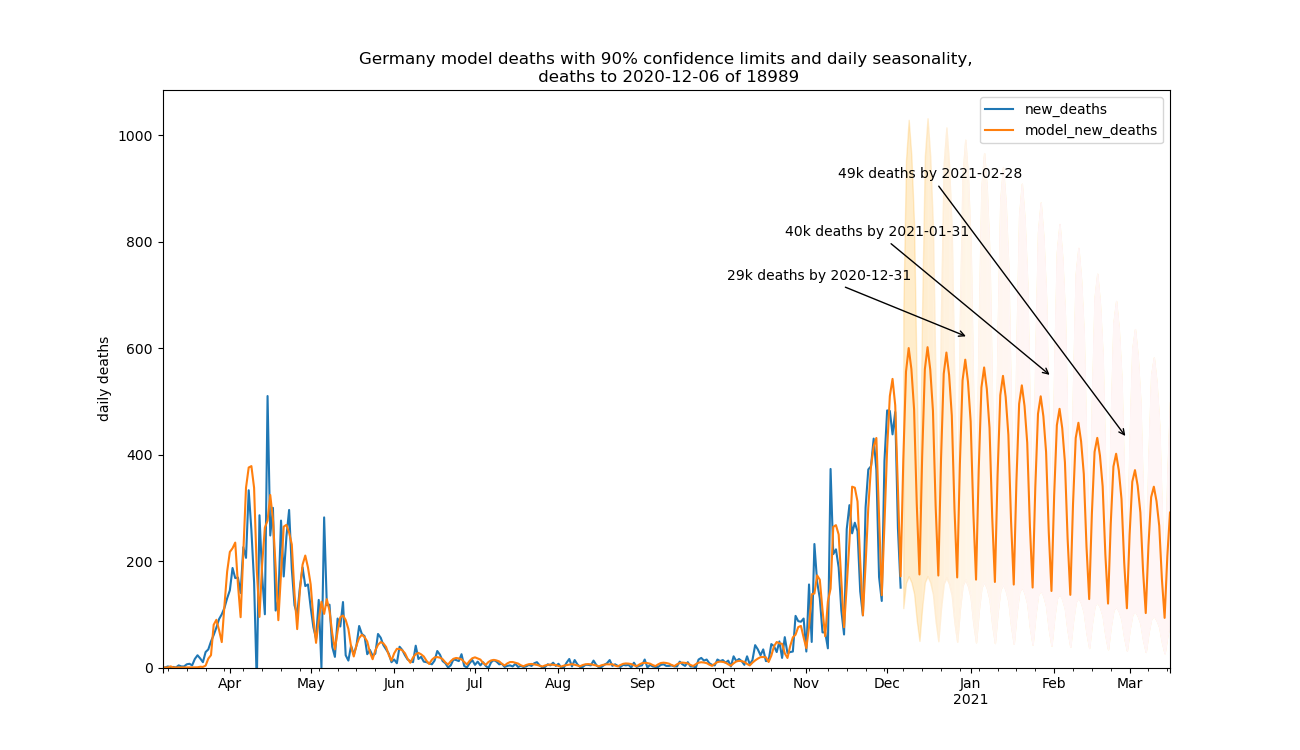 Germany model deaths with 90% confidence limits and daily seasonality,
deaths to 2020-12-06 of 18989
new_deaths
model_new_deaths
49k deaths by 2021-02-28
40k deaths by 2021-01-31
29k deaths by 2020-12-31
daily deaths
1000
800
600
400
200
0
Apr May Jun Jul Aug Sep Oct Nov Dec Jan Feb Mar
2021